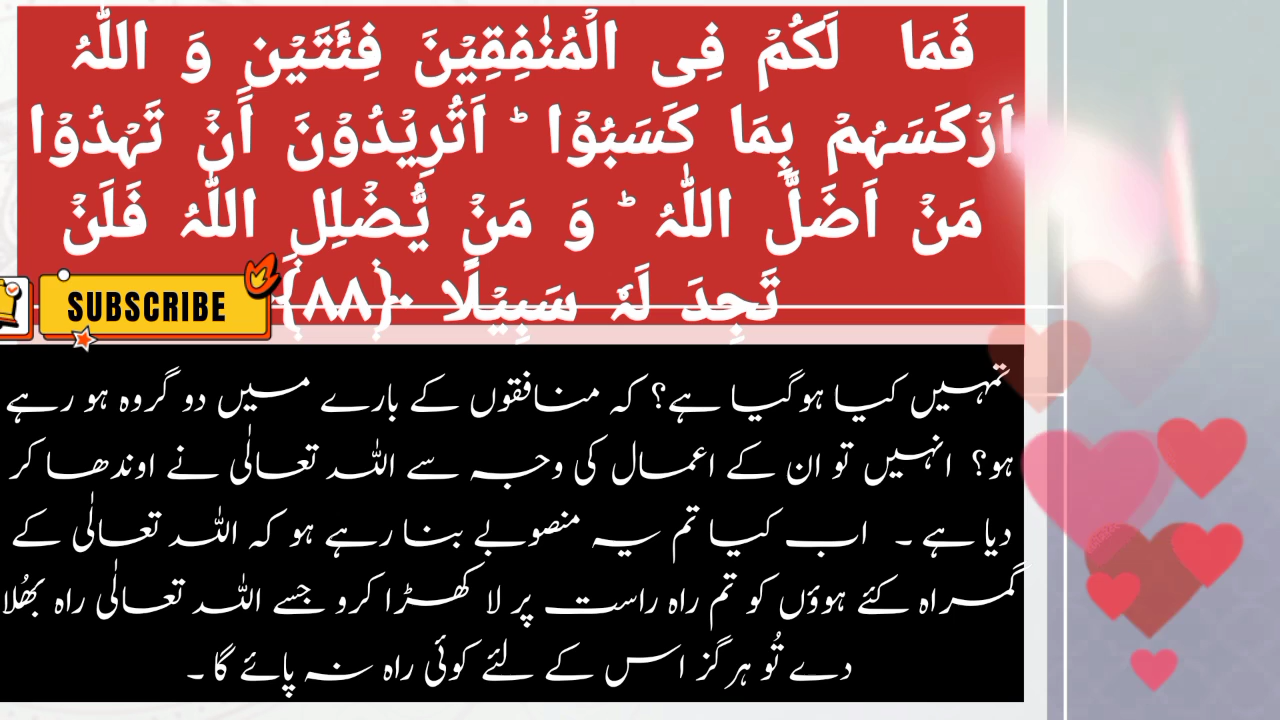 فَمَا لَکُمۡ فِی الۡمُنٰفِقِیۡنَ فِئَتَیۡنِ وَ اللّٰہُ
اَرۡکَسَہُمۡ بِمَا کَسَبُوۡا ؕ اَتُرِیۡدُوۡنَ اَنۡ تَہۡدُوۡا
مَنۡ اَضَلَّ اللّٰہُ ؕ وَ مَنۡ یُّضۡلِلِ اللّٰہُ فَلَنۡ
تَجِدَ لَہٗ سَبِیۡلًا ﴿۸۸﴾
SUBSCRIBE
تمہیں کیا ہوگیا ہے؟ کہ منافقوں کے بارے میں دو گروہ ہو رہے
ہو؟ انہیں تو ان کے اعمال کی وجہ سے اللہ تعالٰی نے اوندھا کر
دیا ہے ۔ اب کیا تم یہ منصوبے بنا رہے ہو کہ اللہ تعالٰی کے
گمراہ کئے ہوؤں کو تم راہ راست پر لا کھڑا کرو جسے اللہ تعالٰی راہ بھُلا
دے تُو ہرگز اس کے لئے کوئی راہ نہ پائے گا ۔